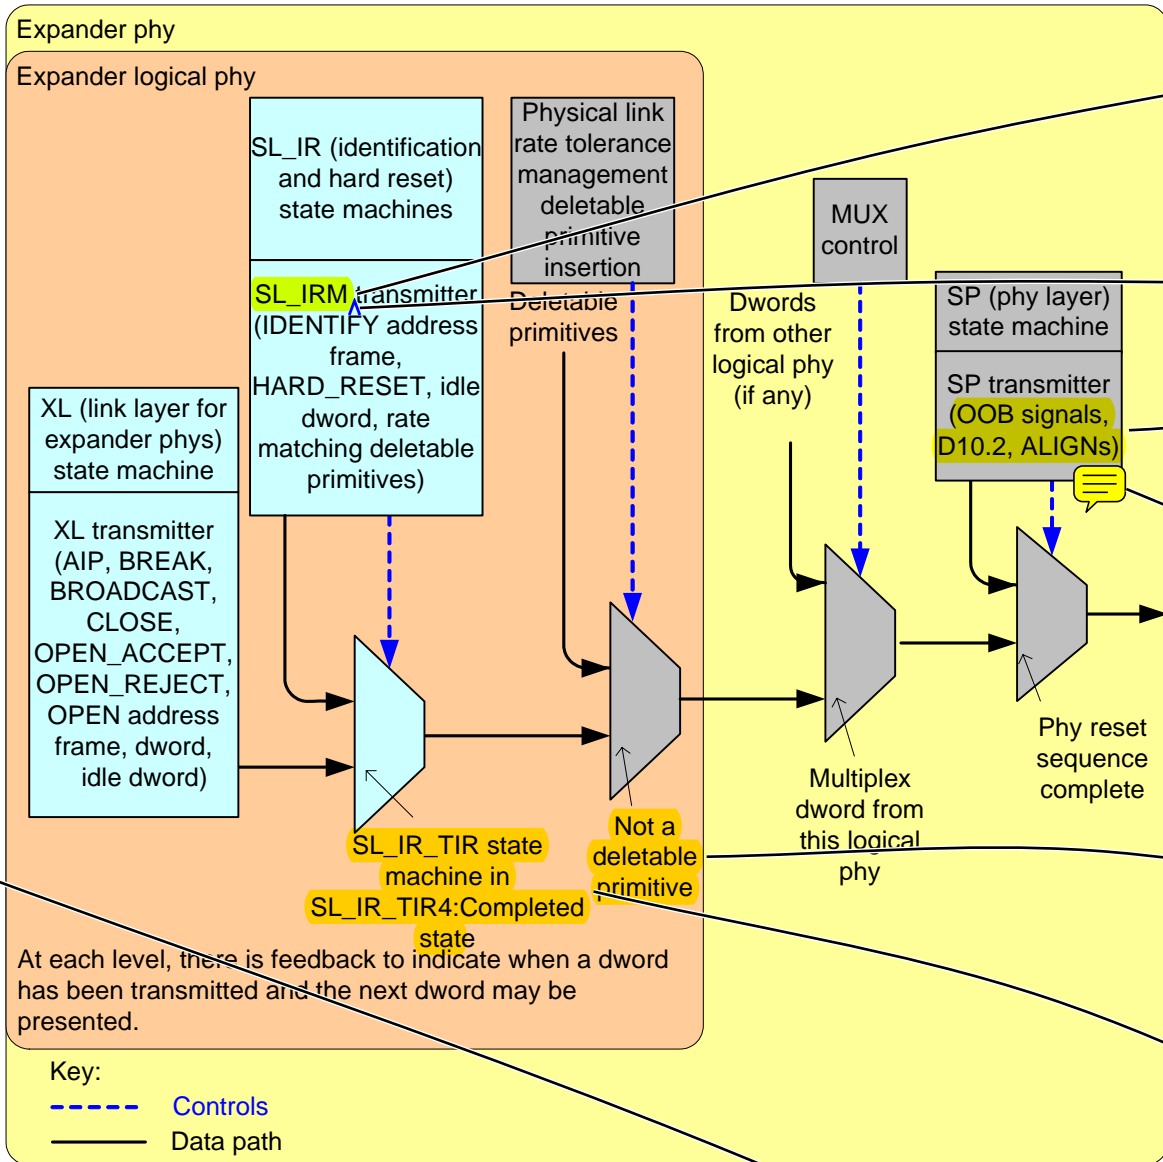 Expander phy
Expander logical phy
SL_IR (identification
and hard reset)
state machines
SL_IRM transmitter
(IDENTIFY address
frame,
HARD_RESET, idle
dword, rate
matching deletable
primitives)
Physical link
rate tolerance
management
deletable
primitive
insertion
Deletable
primitives
MUX
control
Dwords
from other
logical phy
(if any)
SP (phy layer)
state machine
SP transmitter
(OOB signals,
D10.2, ALIGNs)
XL (link layer for
expander phys)
state machine
XL transmitter
(AIP, BREAK,
BROADCAST,
CLOSE,
OPEN_ACCEPT,
OPEN_REJECT,
OPEN address
frame, dword,
idle dword)
SL_IR_TIR state
machine in
SL_IR_TIR4:Completed
state
Not a
deletable
primitive
Multiplex
dword from
this logical
phy
Phy reset
sequence
complete
At each level, there is feedback to indicate when a dword
has been transmitted and the next dword may be
presented.
Key:
Controls
Data path